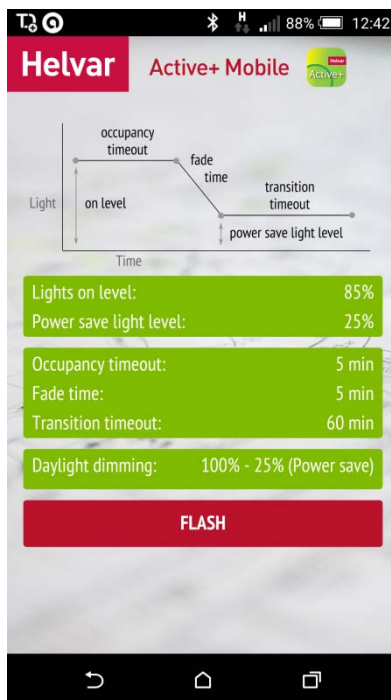 H 88% 12:42
Helvar Active+ Mobile
Helvar
Active+
occupancy
timeout
fade
time
transition
timeout
Light
on level
power save light level
Time
Lights on level: 85%
Power save light level: 25%
Occupancy timeout: 5 min
Fade time: 5 min
Transition timeout: 60 min
Daylight dimming: 100% - 25% (Power save)
FLASH